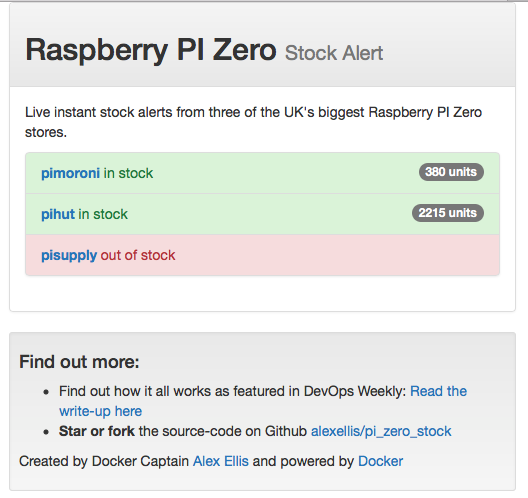 Raspberry PI Zero Stock Alert
Live instant stock alerts from three of the UK's biggest Raspberry PI Zero
stores.
pimoroni in stock 380 units
pihut in stock 2215 units
pisupply out of stock
Find out more:
• Find out how it all works as featured in DevOps Weekly: Read the
write-up here
• Star or fork the source-code on Github alexellis/pi_zero_stock
Created by Docker Captain Alex Ellis and powered by Docker